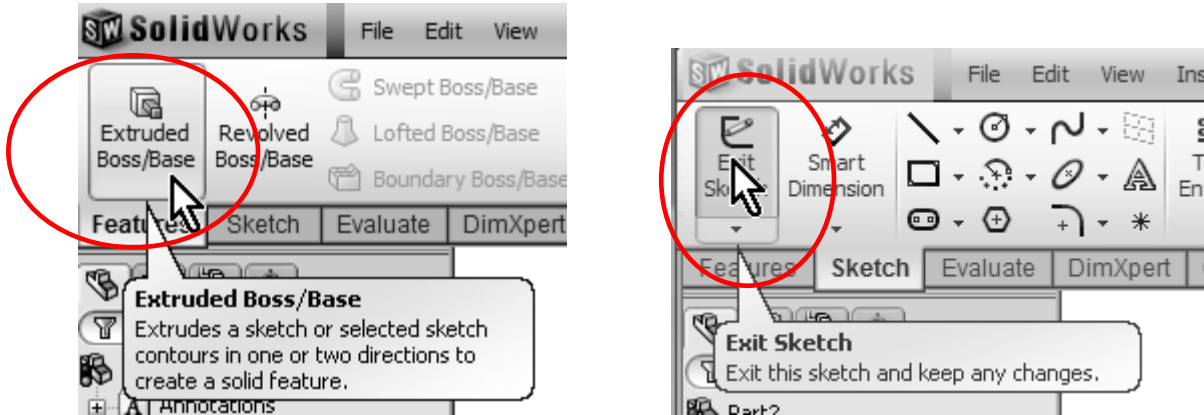 SolidWorks File Edit View
Extruded
Boss/Base
Revolved
Boss/Base
Swept Boss/Base
Lofted Boss/Base
Boundary Boss/Base
Features Sketch Evaluate DimXpert
Extruded Boss/Base
Extrudes a sketch or selected sketch
contours in one or two directions to
create a solid feature.
Annotations
SolidWorks File Edit View
Exit
Smart
Dimension
Features Sketch Evaluate DimXpert
Exit Sketch
Exit this sketch and keep any changes.
Part2